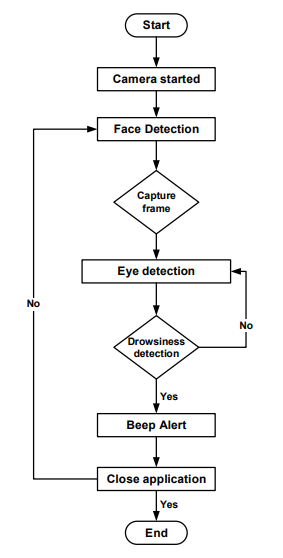 Start
Camera started
Face Detection
Capture
frame
Eye detection
No
No
Drowsiness
detection
Yes
Beep Alert
Close application
Yes
End